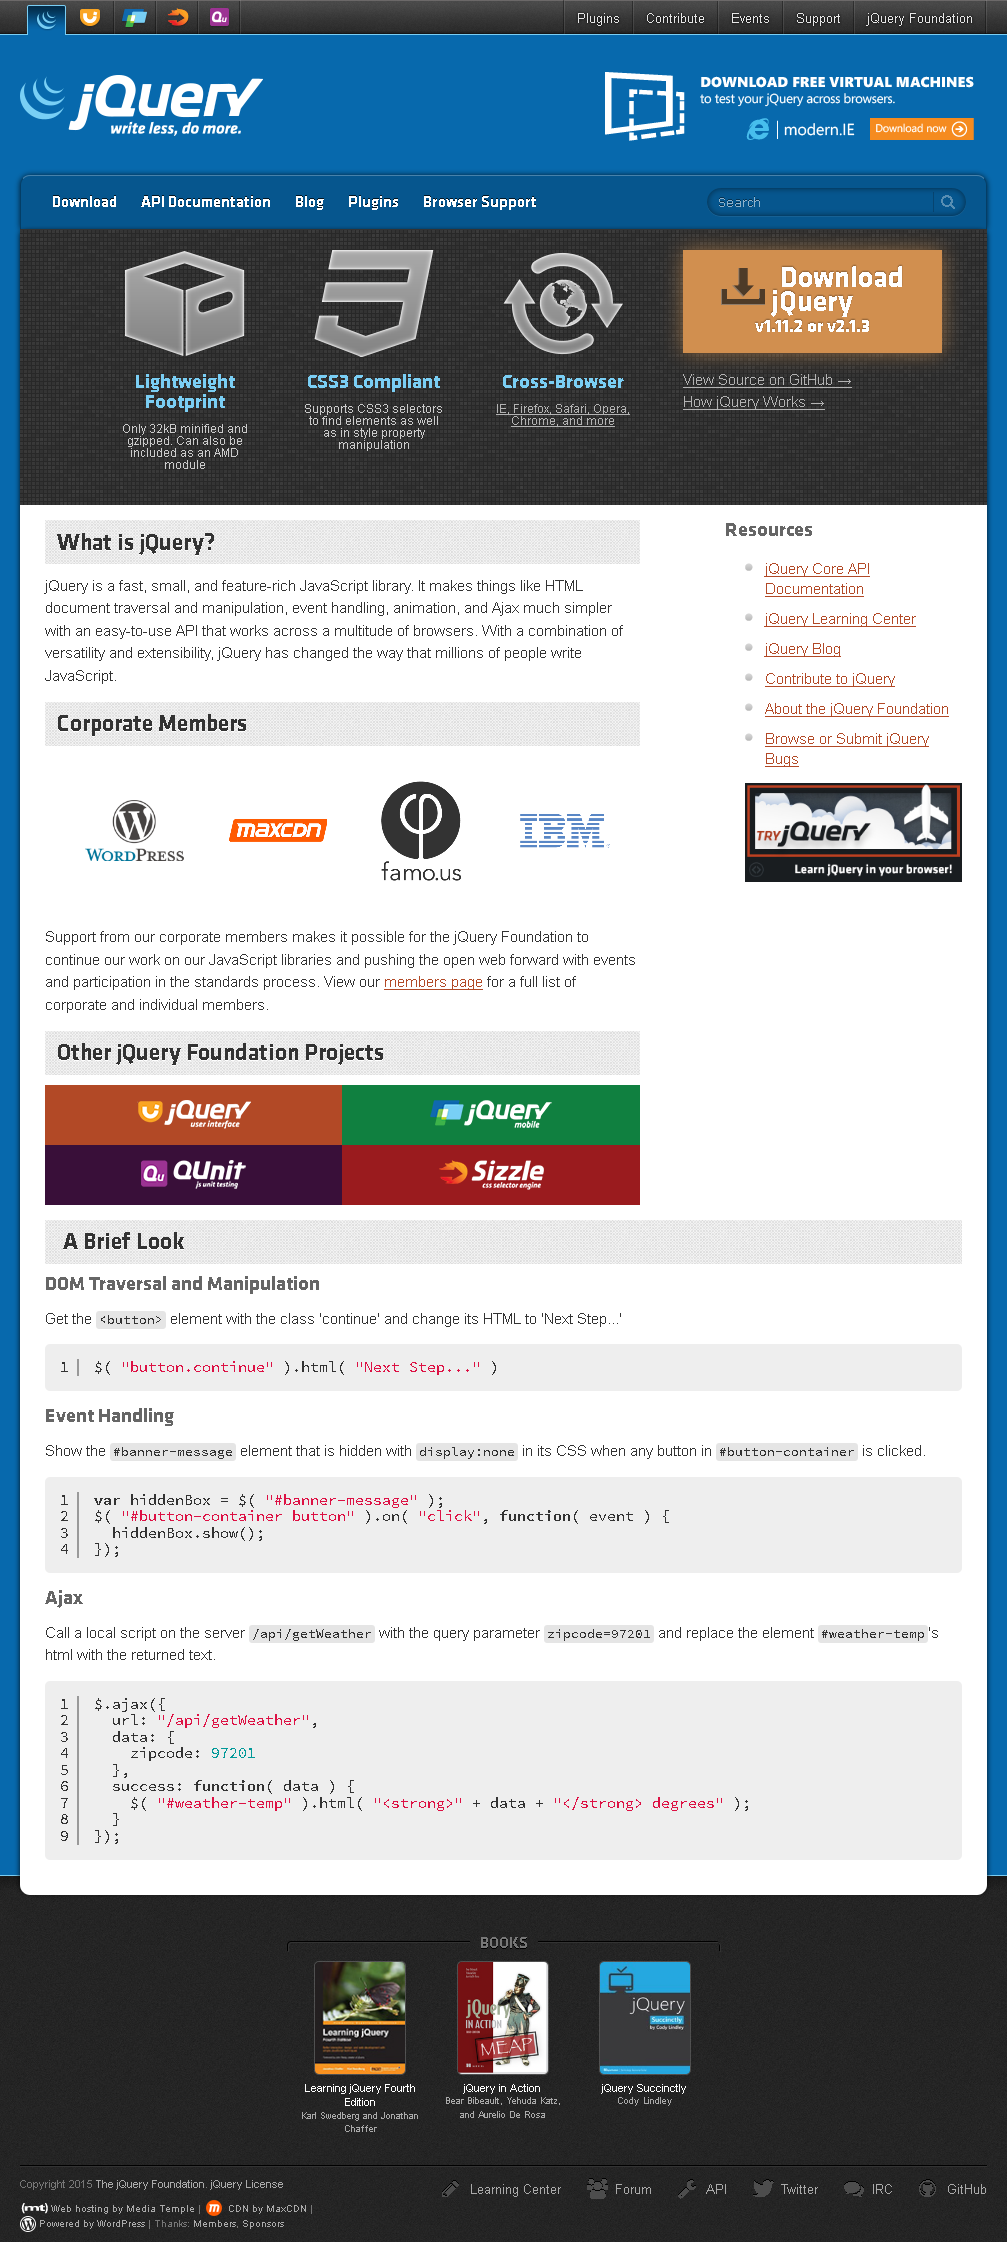 Plugins
Contribute
Events
Support
jQuery Foundation
jQuery
write less, do more.
DOWNLOAD FREE VIRTUAL MACHINES
to test your jQuery across browsers.
modern.IE
Download now
Download
API Documentation
Blog
Plugins
Browser Support
Search
Lightweight
Footprint
Only 32kB minified and
gzipped. Can also be
included as an AMD
module
CSS3 Compliant
Supports CSS3 selectors
to find elements as well
as in style property
manipulation
Cross-Browser
IE, Firefox, Safari, Opera,
Chrome, and more
Download
jQuery
v1.11.2 or v2.1.3
View Source on GitHub →
How jQuery Works →
What is jQuery?
jQuery is a fast, small, and feature-rich JavaScript library. It makes things like HTML
document traversal and manipulation, event handling, animation, and Ajax much simpler
with an easy-to-use API that works across a multitude of browsers. With a combination of
versatility and extensibility, jQuery has changed the way that millions of people write
JavaScript.
Resources
jQuery Core API
Documentation
jQuery Learning Center
jQuery Blog
Contribute to jQuery
About the jQuery Foundation
Browse or Submit jQuery
Bugs
TRY jQuery
Learn jQuery in your browser!
Corporate Members
WORDPRESS
maxcdn
famo.us
IBM
Support from our corporate members makes it possible for the jQuery Foundation to
continue our work on our JavaScript libraries and pushing the open web forward with events
and participation in the standards process. View our members page for a full list of
corporate and individual members.
Other jQuery Foundation Projects
jQuery
user interface
jQuery
mobile
Qu QUnit
js unit testing
Sizzle
css selector engine
A Brief Look
DOM Traversal and Manipulation
Get the <button> element with the class 'continue' and change its HTML to 'Next Step...'
1 $( "button.continue" ).html( "Next Step..." )
Event Handling
Show the #banner-message element that is hidden with display:none in its CSS when any button in #button-container is clicked.
1 var hiddenBox = $( "#banner-message" );
2 $( "#button-container button" ).on( "click", function( event ) {
3   hiddenBox.show();
4 });
Ajax
Call a local script on the server /api/getWeather with the query parameter zipcode=97201 and replace the element #weather-temp's
html with the returned text.
1 $.ajax({
2   url: "/api/getWeather",
3   data: {
4     zipcode: 97201
5   },
6   success: function( data ) {
7     $( "#weather-temp" ).html( "<strong>" + data + "</strong> degrees" );
8   }
9 });
BOOKS
Learning jQuery
Fourth Edition
jQuery
IN ACTION
MEAP
jQuery
Succinctly
by Cody Lindley
Learning jQuery Fourth
Edition
Karl Swedberg and Jonathan
Chaffer
jQuery in Action
Bear Bibeault, Yehuda Katz,
and Aurelio De Rosa
jQuery Succinctly
Cody Lindley
Copyright 2015 The jQuery Foundation. jQuery License
(mt) Web hosting by Media Temple | m CDN by MaxCDN |
Powered by WordPress | Thanks: Members, Sponsors
Learning Center
Forum
API
Twitter
IRC
GitHub